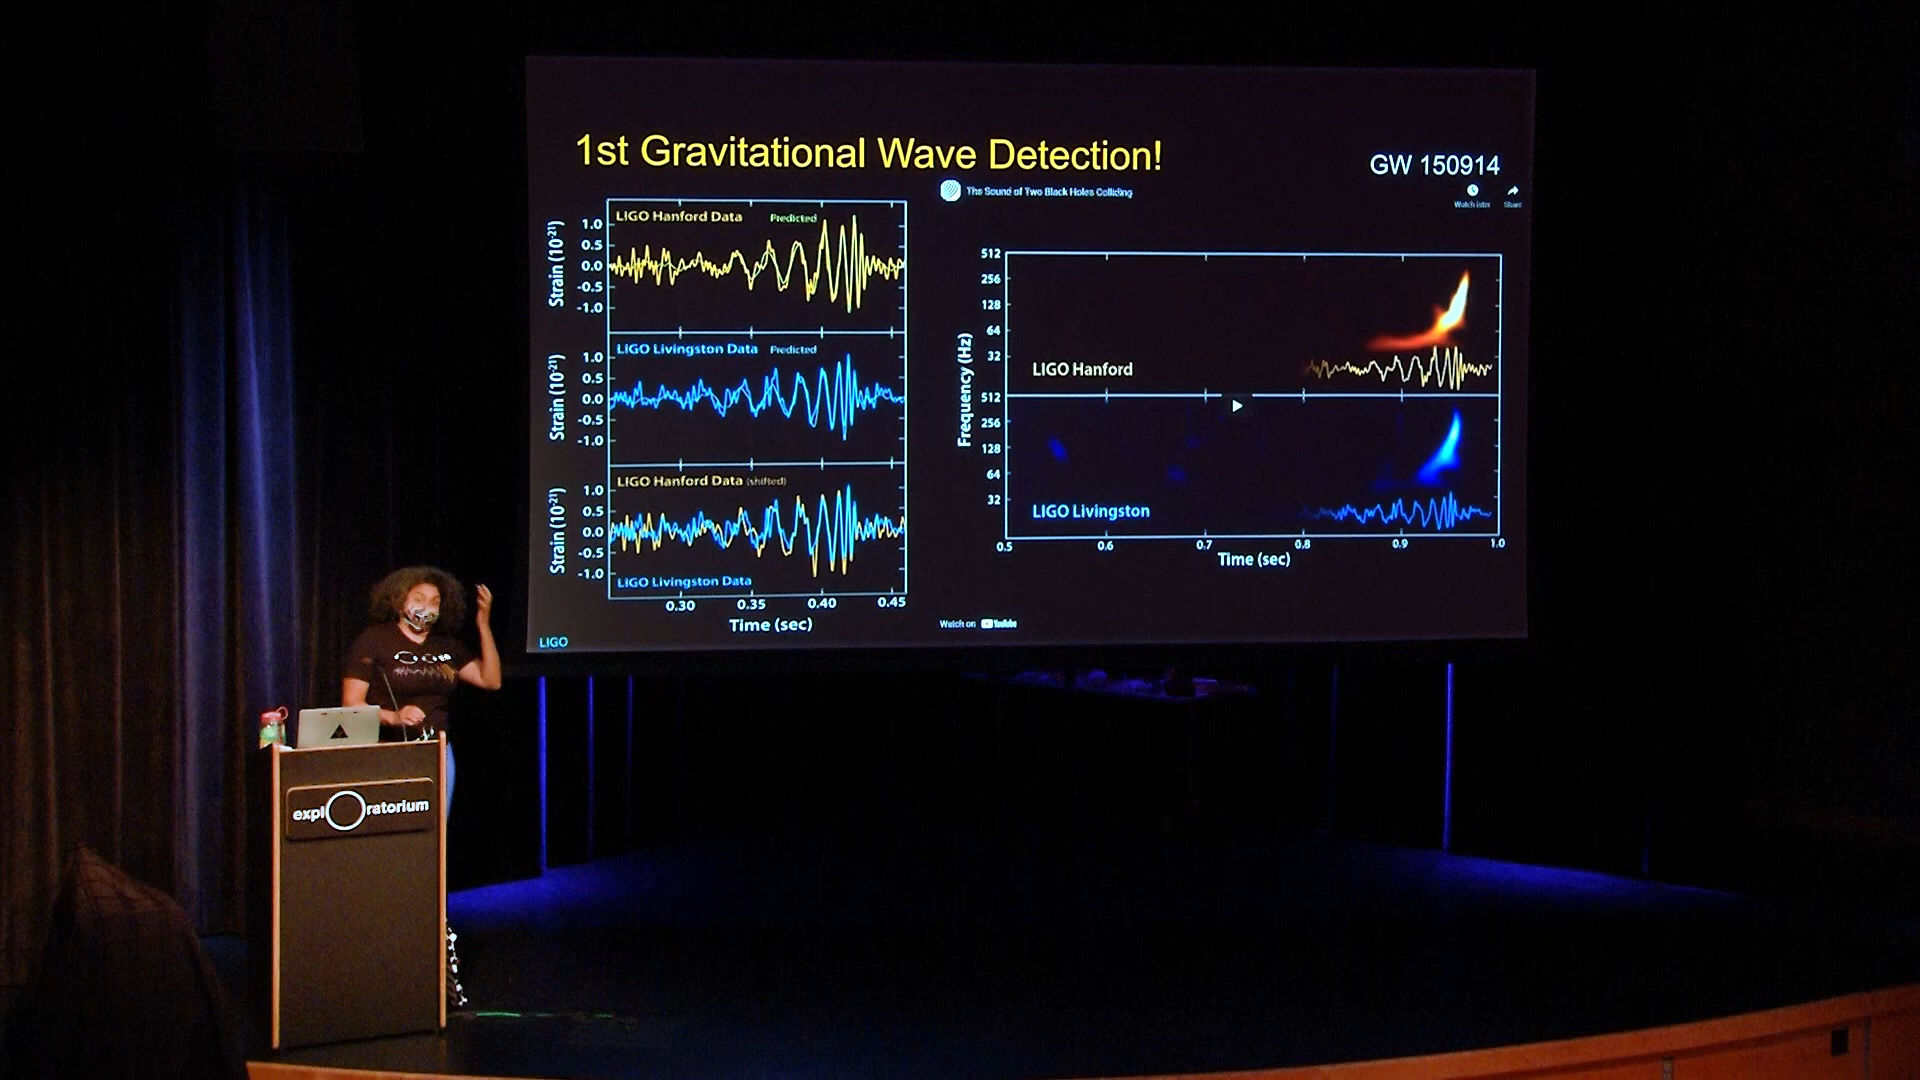 1st Gravitational Wave Detection!
GW 150914
The Sound of Two Black Holes Colliding
Watch later
Share
LIGO Hanford Data
Predicted
Strain (10⁻²¹)
1.0
0.5
0.0
-0.5
-1.0
LIGO Livingston Data
Predicted
Strain (10⁻²¹)
1.0
0.5
0.0
-0.5
-1.0
LIGO Hanford Data (shifted)
Strain (10⁻²¹)
1.0
0.5
0.0
-0.5
-1.0
LIGO Livingston Data
0.30 0.35 0.40 0.45
Time (sec)
LIGO
512
256
128
64
32
LIGO Hanford
Frequency (Hz)
512
256
128
64
32
LIGO Livingston
0.5 0.6 0.7 0.8 0.9 1.0
Time (sec)
Watch on YouTube
exploratorium